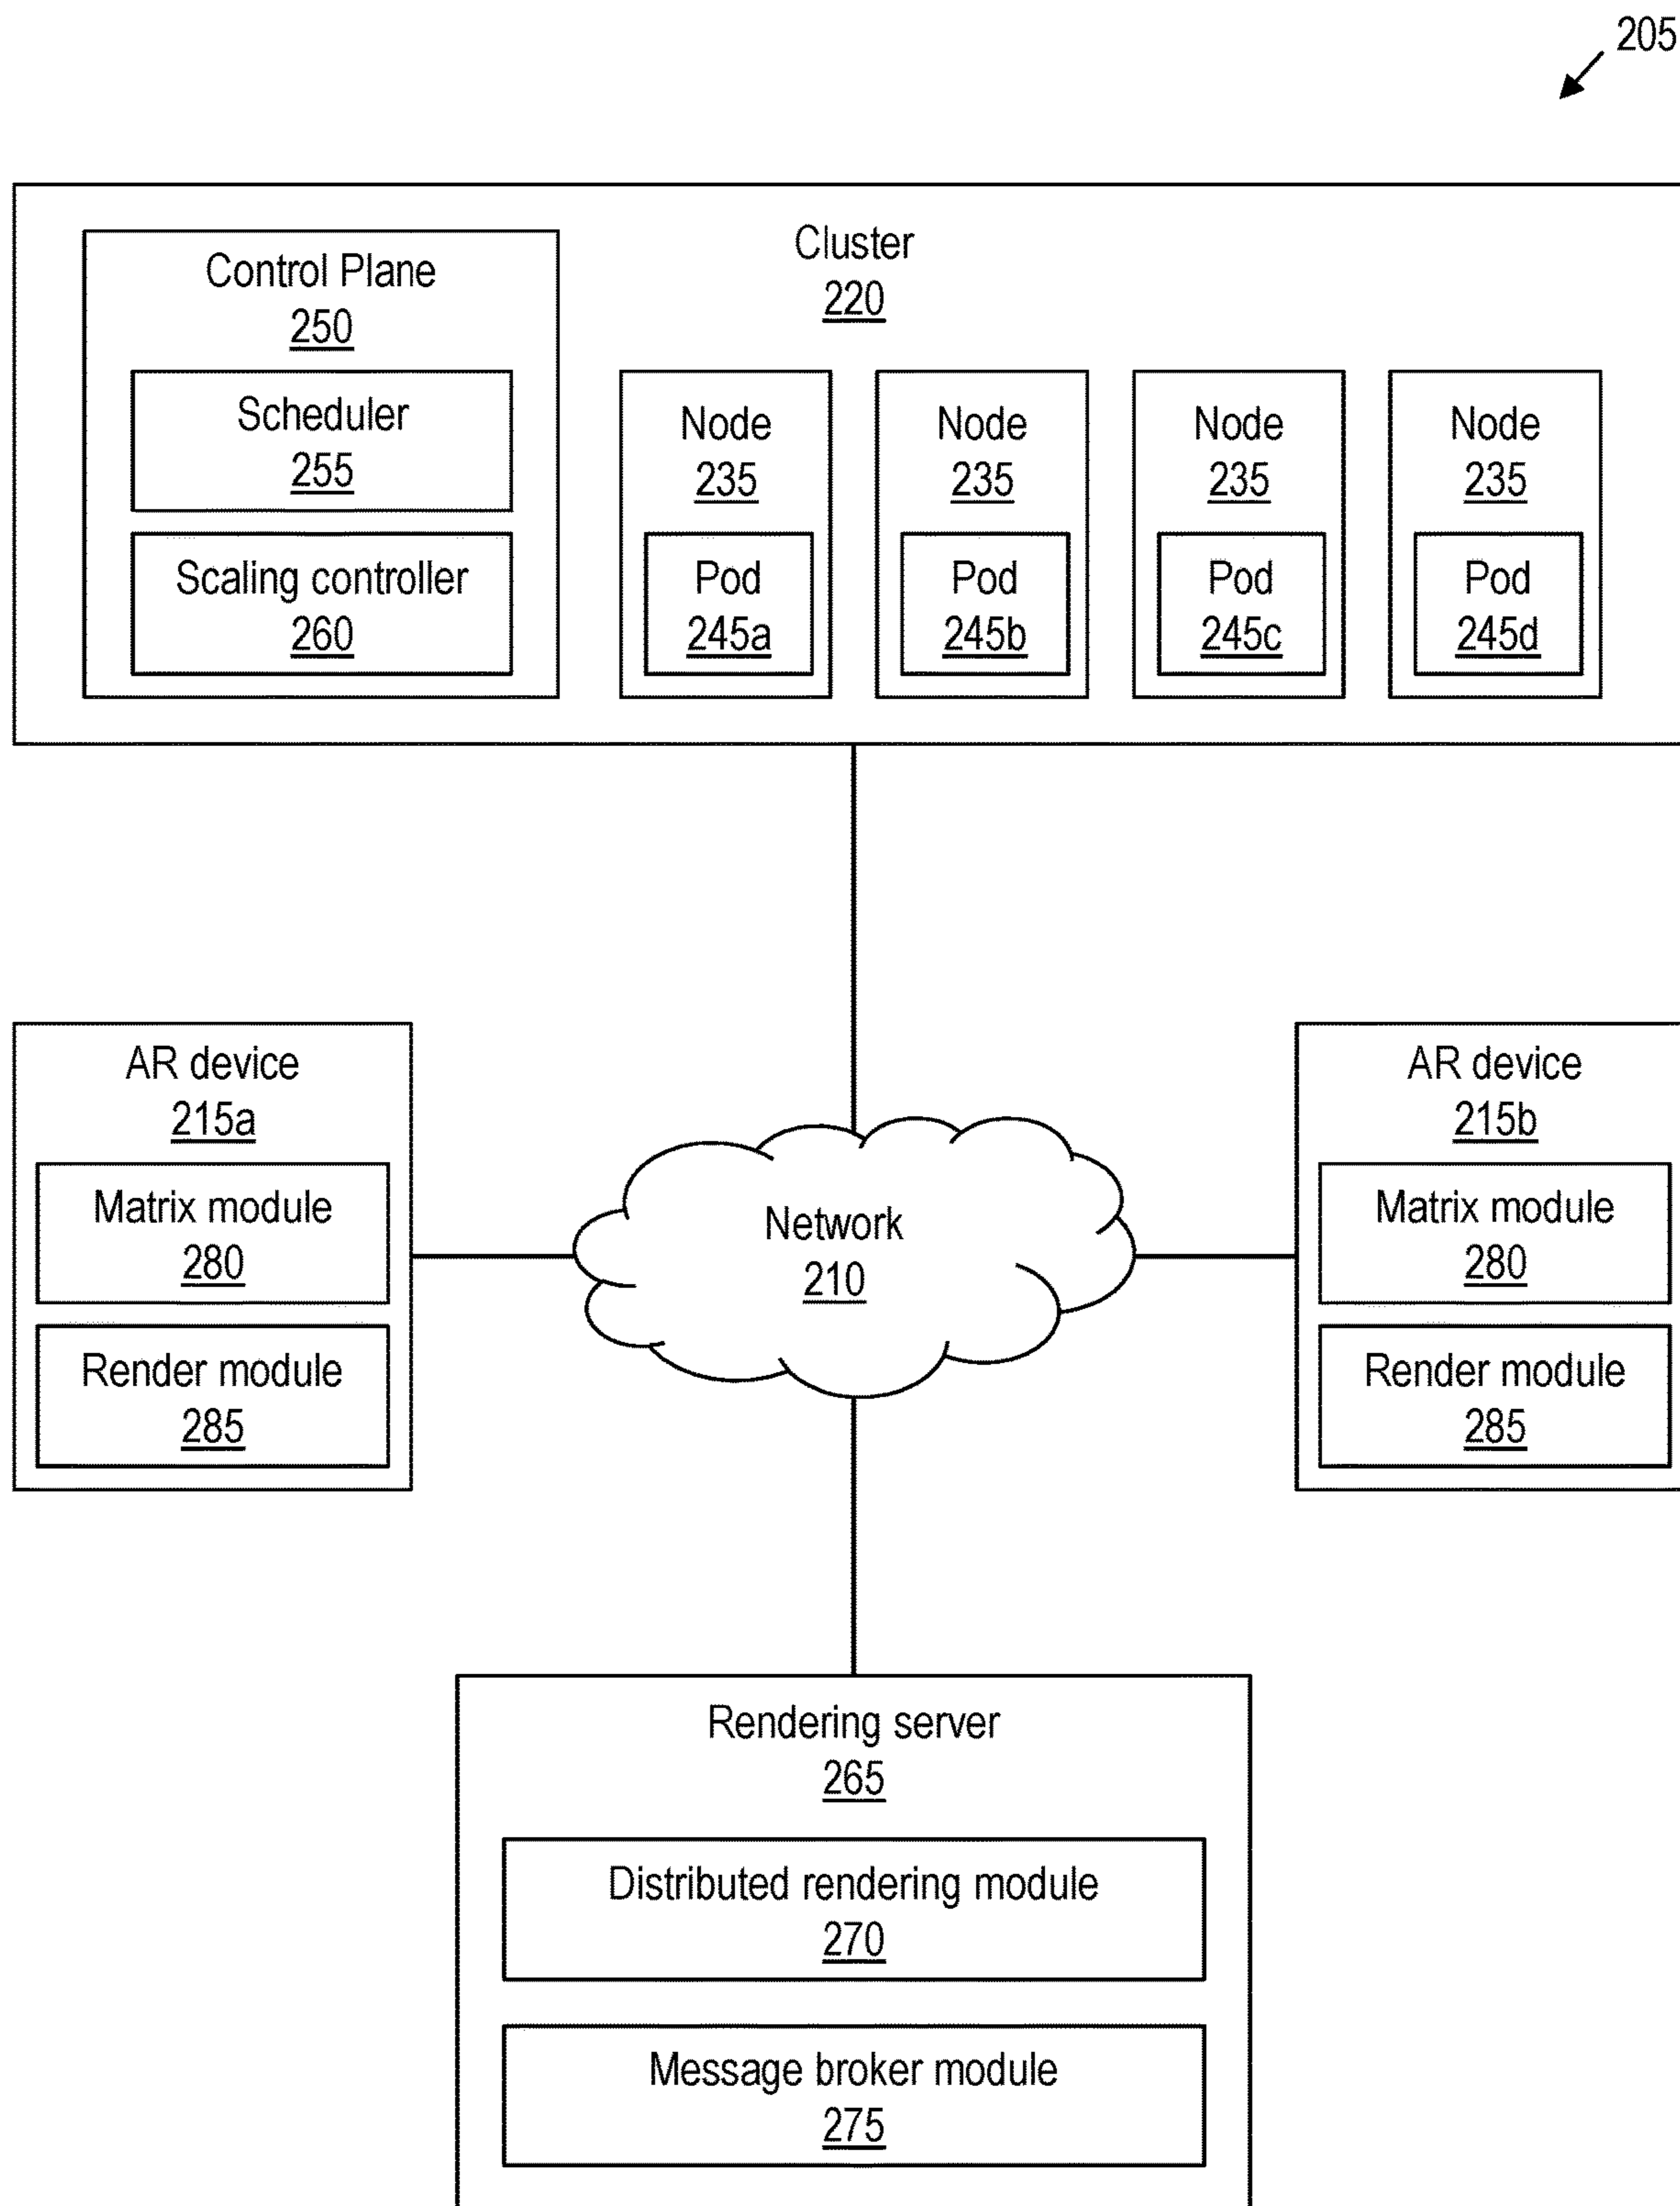 205
Cluster
220
Control Plane
250
Scheduler
255
Scaling controller
260
Node
235
Pod
245a
Node
235
Pod
245b
Node
235
Pod
245c
Node
235
Pod
245d
AR device
215a
Matrix module
280
Render module
285
Network
210
AR device
215b
Matrix module
280
Render module
285
Rendering server
265
Distributed rendering module
270
Message broker module
275